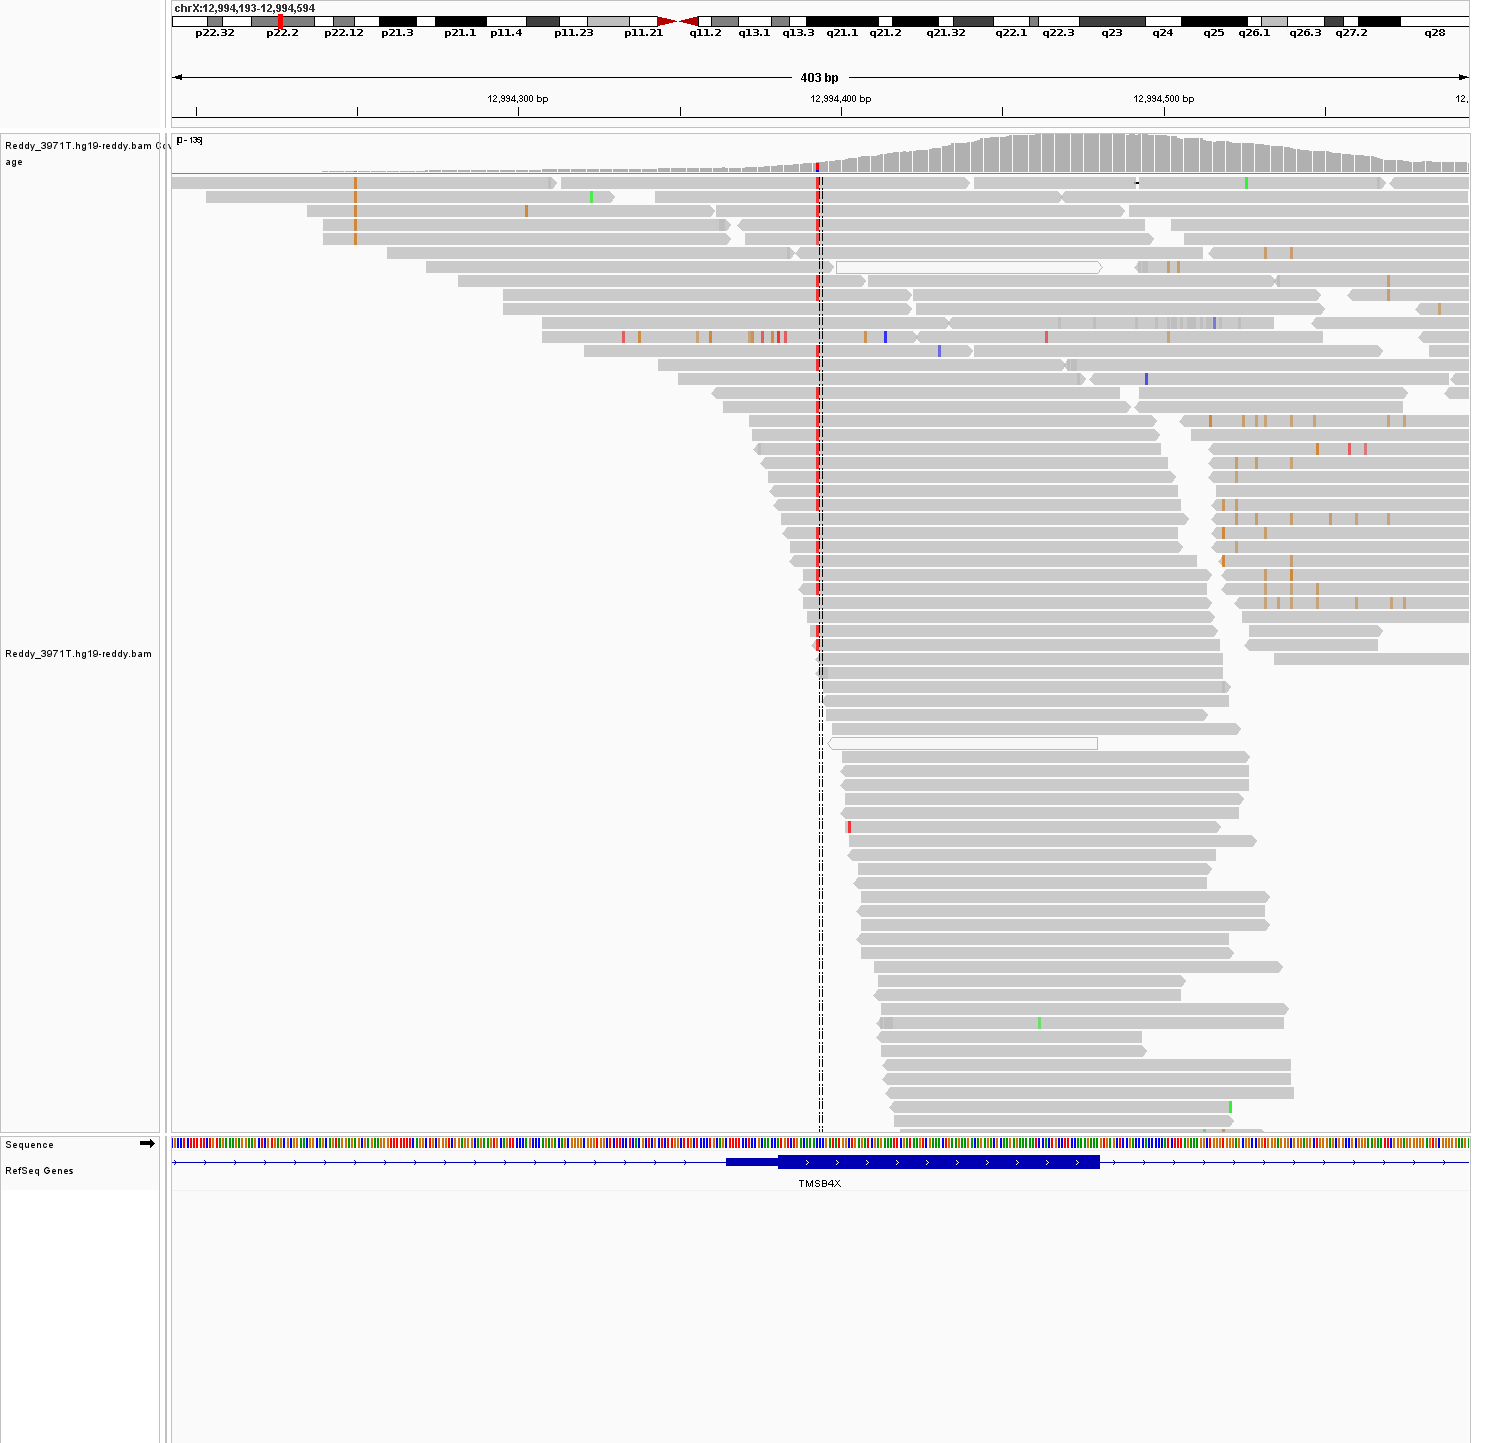 chrX:12,994,193-12,994,594
p22.32 p22.2 p22.12 p21.3 p21.1 p11.4 p11.23 p11.21 q11.2 q13.1 q13.3 q21.1 q21.2 q21.32 q22.1 q22.3 q23 q24 q25 q26.1 q26.3 q27.2 q28
403 bp
12,994,300 bp 12,994,400 bp 12,994,500 bp 12,
Reddy_3971T.hg19-reddy.bam Cov
age
[0 - 136]
Reddy_3971T.hg19-reddy.bam
Sequence
RefSeq Genes
TMSB4X